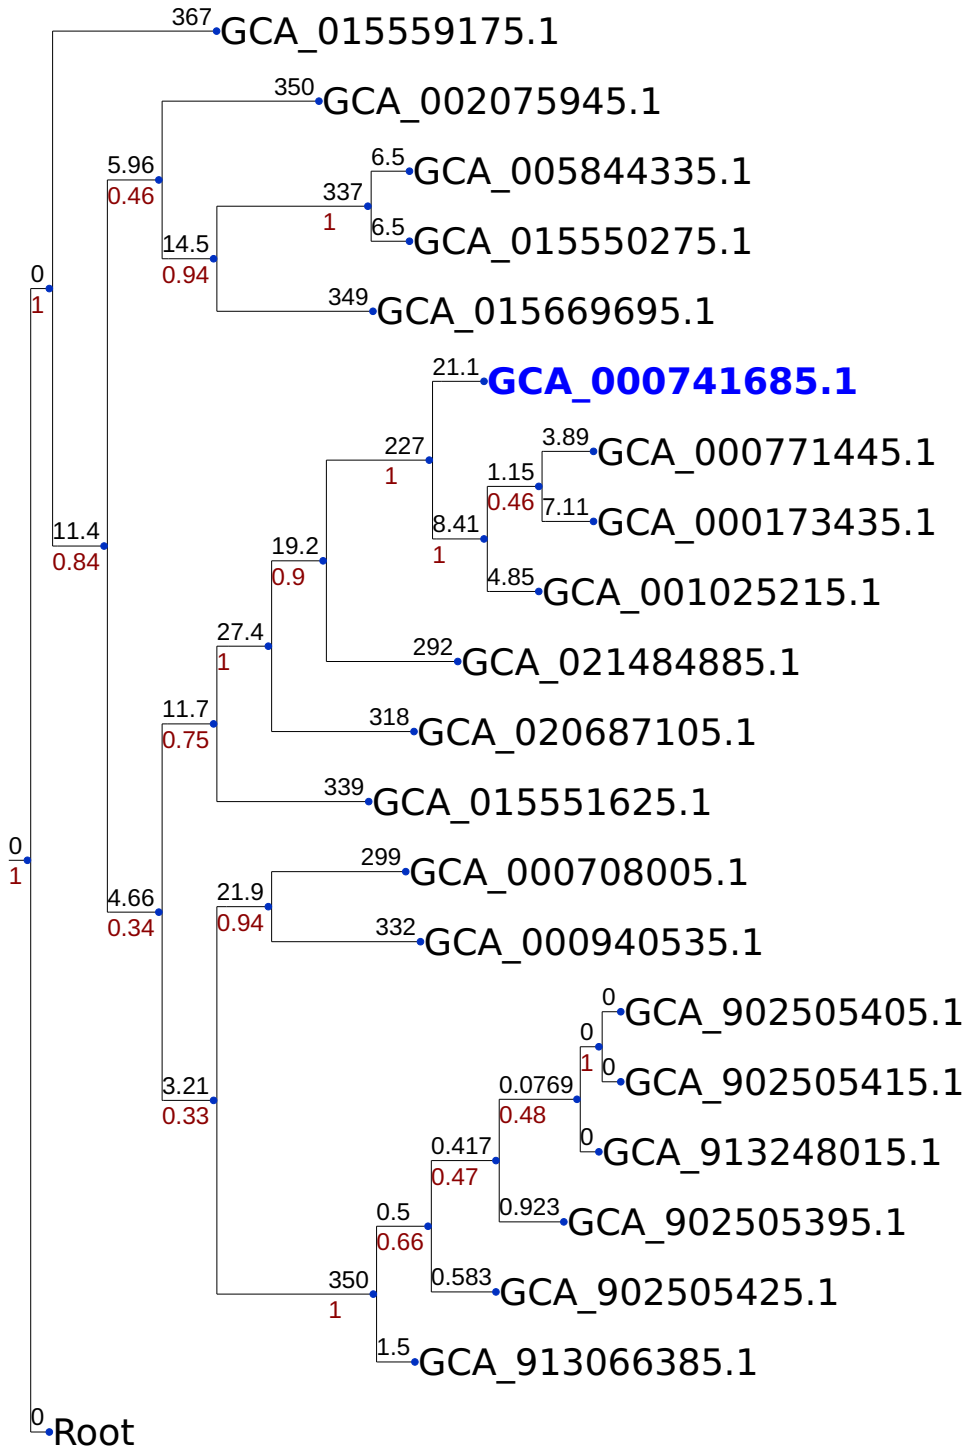 367 GCA_015559175.1
350 GCA_002075945.1
6.5 GCA_005844335.1
5.96
0.46
337
1
6.5 GCA_015550275.1
14.5
0.94
0
1
349 GCA_015669695.1
21.1 GCA_000741685.1
3.89 GCA_000771445.1
227
1
1.15
0.46
7.11 GCA_000173435.1
8.41
1
11.4
0.84
19.2
0.9
4.85 GCA_001025215.1
27.4
1
292 GCA_021484885.1
11.7
0.75
318 GCA_020687105.1
339 GCA_015551625.1
0
1
299 GCA_000708005.1
4.66
0.34
21.9
0.94
332 GCA_000940535.1
0 GCA_902505405.1
0
1
0 GCA_902505415.1
3.21
0.33
0.0769
0.48
0 GCA_913248015.1
0.417
0.47
0.923 GCA_902505395.1
0.5
0.66
350
1
0.583 GCA_902505425.1
1.5 GCA_913066385.1
0 Root